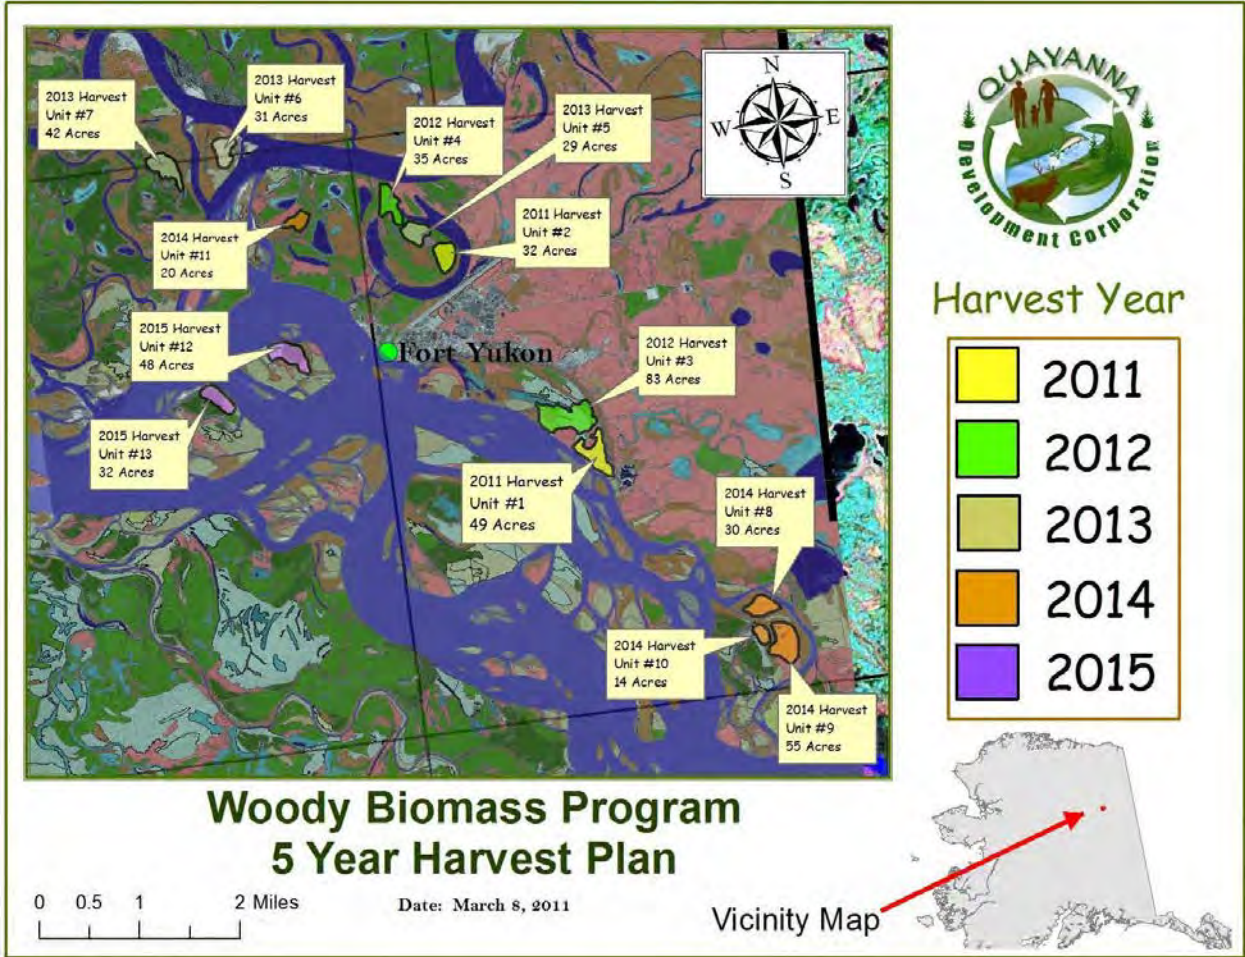 2013 Harvest
Unit #7
42 Acres
2013 Harvest
Unit #6
31 Acres
2012 Harvest
Unit #4
35 Acres
2013 Harvest
Unit #5
29 Acres
2011 Harvest
Unit #2
32 Acres
2014 Harvest
Unit #11
20 Acres
2015 Harvest
Unit #12
48 Acres
Fort Yukon
2012 Harvest
Unit #3
83 Acres
2015 Harvest
Unit #13
32 Acres
2011 Harvest
Unit #1
49 Acres
2014 Harvest
Unit #8
30 Acres
2014 Harvest
Unit #10
14 Acres
2014 Harvest
Unit #9
55 Acres
N
W
E
S
QUAYANNA
Development Corporation
Harvest Year
2011
2012
2013
2014
2015
Woody Biomass Program
5 Year Harvest Plan
0 0.5 1 2 Miles
Date: March 8, 2011
Vicinity Map